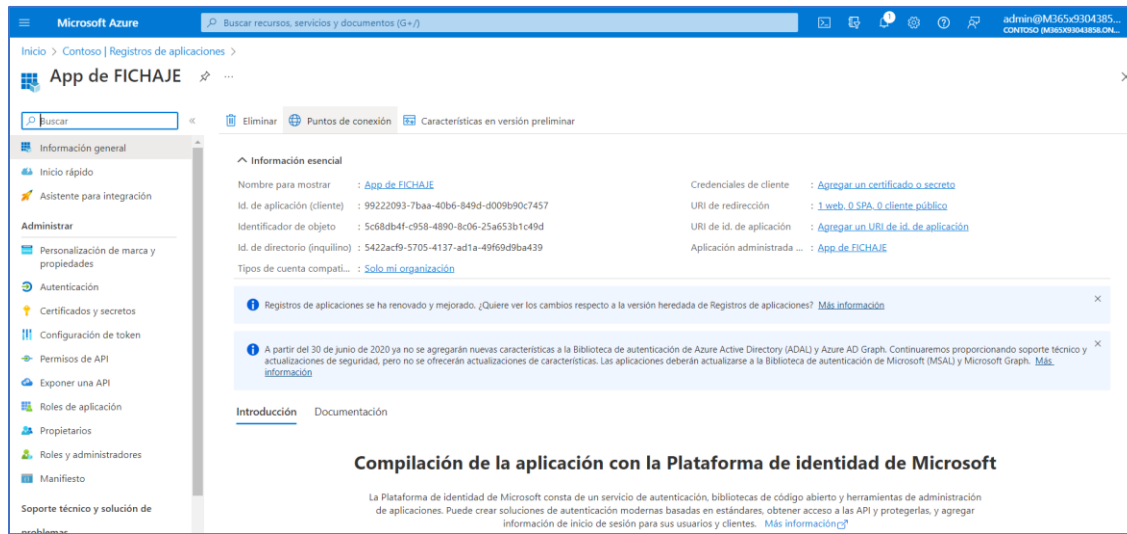 Microsoft Azure
Buscar recursos, servicios y documentos (G+/)
1
admin@M365x9304385...
CONTOSO (M365X93043858.ON...
Inicio > Contoso | Registros de aplicaciones >
App de FICHAJE
Buscar
Eliminar
Puntos de conexión
Características en versión preliminar
Información general
Inicio rápido
Asistente para integración
Administrar
Personalización de marca y
propiedades
Autenticación
Certificados y secretos
Configuración de token
Permisos de API
Exponer una API
Roles de aplicación
Propietarios
Roles y administradores
Manifiesto
Soporte técnico y solución de
problemas
Información esencial
Nombre para mostrar : App de FICHAJE
Id. de aplicación (cliente) : 99222093-7baa-40b6-849d-d009b90c7457
Identificador de objeto : 5c68db4f-c958-4890-8c06-25a653b1c49d
Id. de directorio (inquilino) : 5422acf9-5705-4137-ad1a-49f69d9ba439
Tipos de cuenta compati... : Solo mi organización
Credenciales de cliente : Agregar un certificado o secreto
URI de redirección : 1 web, 0 SPA, 0 cliente público
URI de id. de aplicación : Agregar un URI de id. de aplicación
Aplicación administrada ... : App de FICHAJE
Registros de aplicaciones se ha renovado y mejorado. ¿Quiere ver los cambios respecto a la versión heredada de Registros de aplicaciones? Más información
A partir del 30 de junio de 2020 ya no se agregarán nuevas características a la Biblioteca de autenticación de Azure Active Directory (ADAL) y Azure AD Graph. Continuaremos proporcionando soporte técnico y
actualizaciones de seguridad, pero no se ofrecerán actualizaciones de características. Las aplicaciones deberán actualizarse a la Biblioteca de autenticación de Microsoft (MSAL) y Microsoft Graph. Más
información
Introducción Documentación
Compilación de la aplicación con la Plataforma de identidad de Microsoft
La Plataforma de identidad de Microsoft consta de un servicio de autenticación, bibliotecas de código abierto y herramientas de administración
de aplicaciones. Puede crear soluciones de autenticación modernas basadas en estándares, obtener acceso a las API y protegerlas, y agregar
información de inicio de sesión para sus usuarios y clientes. Más información